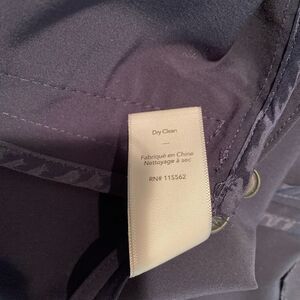 Dry Clean
—
Fabriqué en Chine
Nettoyage à sec
RN# 115562